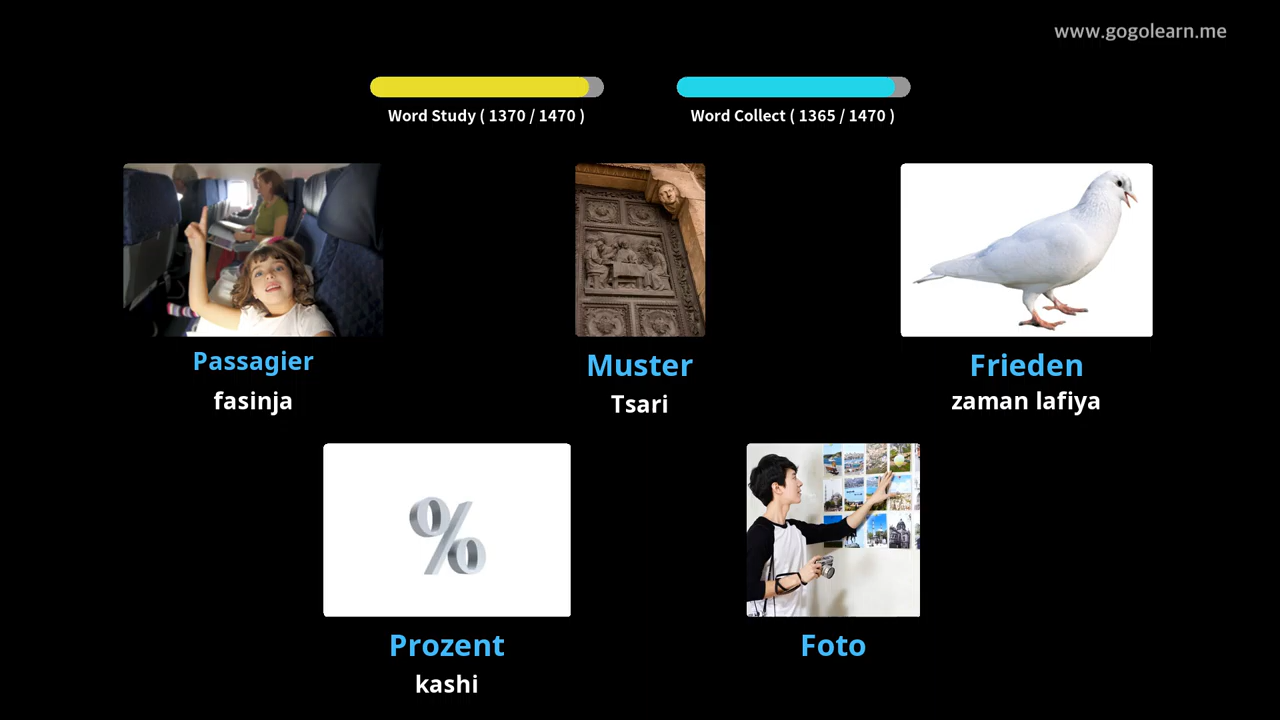 www.gogolearn.me
Word Study ( 1370 / 1470 )
Word Collect ( 1365 / 1470 )
Passagier
fasinja
Muster
Tsari
Frieden
zaman lafiya
%
Prozent
kashi
Foto